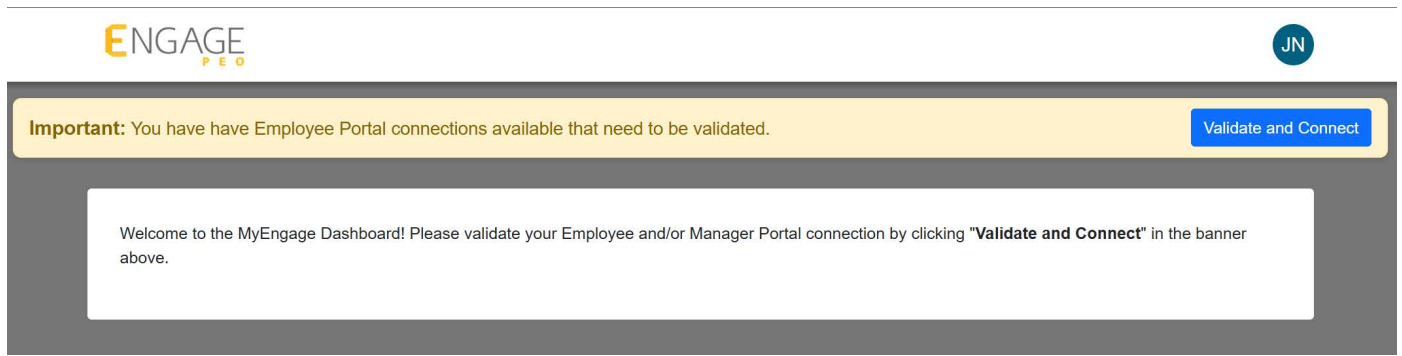 ENGAGE
PEO
JN
Important: You have have Employee Portal connections available that need to be validated.
Validate and Connect
Welcome to the MyEngage Dashboard! Please validate your Employee and/or Manager Portal connection by clicking "Validate and Connect" in the banner
above.